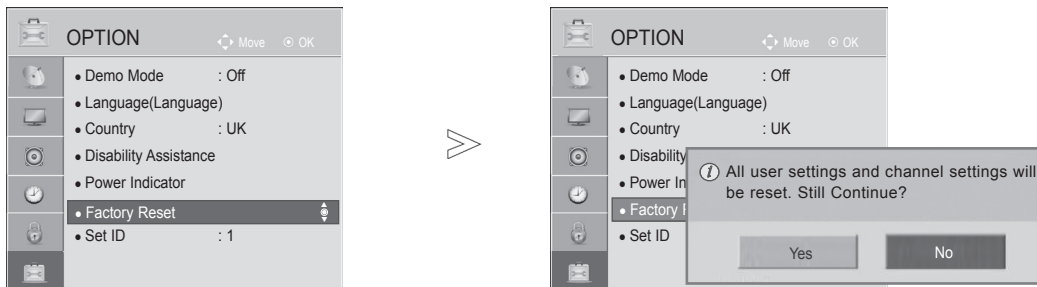 OPTION
Move OK
• Demo Mode : Off
• Language(Language)
• Country : UK
• Disability Assistance
• Power Indicator
• Factory Reset
• Set ID : 1
OPTION
Move OK
• Demo Mode : Off
• Language(Language)
• Country : UK
• Disability
• Power In
• Factory
• Set ID
All user settings and channel settings will
be reset. Still Continue?
Yes No